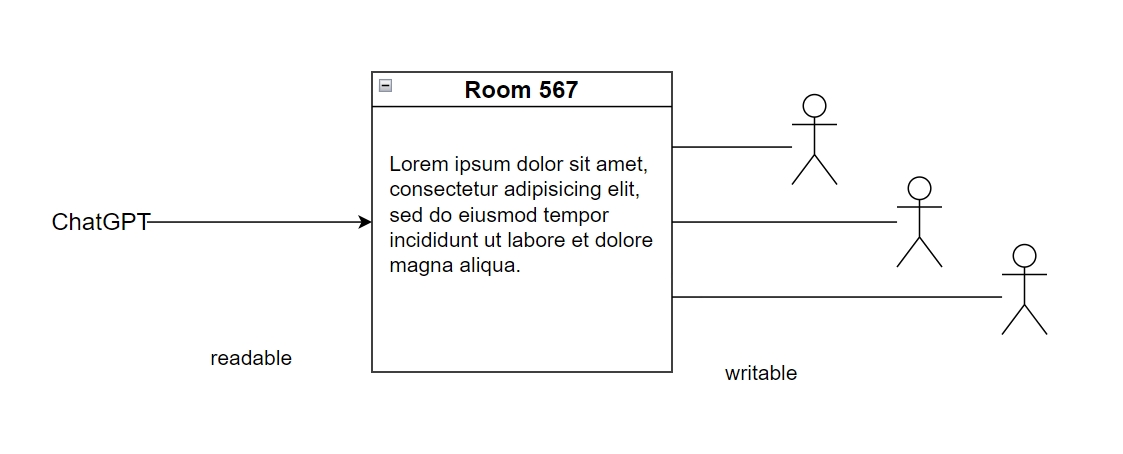 Room 567
Lorem ipsum dolor sit amet,
consectetur adipisicing elit,
sed do eiusmod tempor
incididunt ut labore et dolore
magna aliqua.
ChatGPT
readable
writable